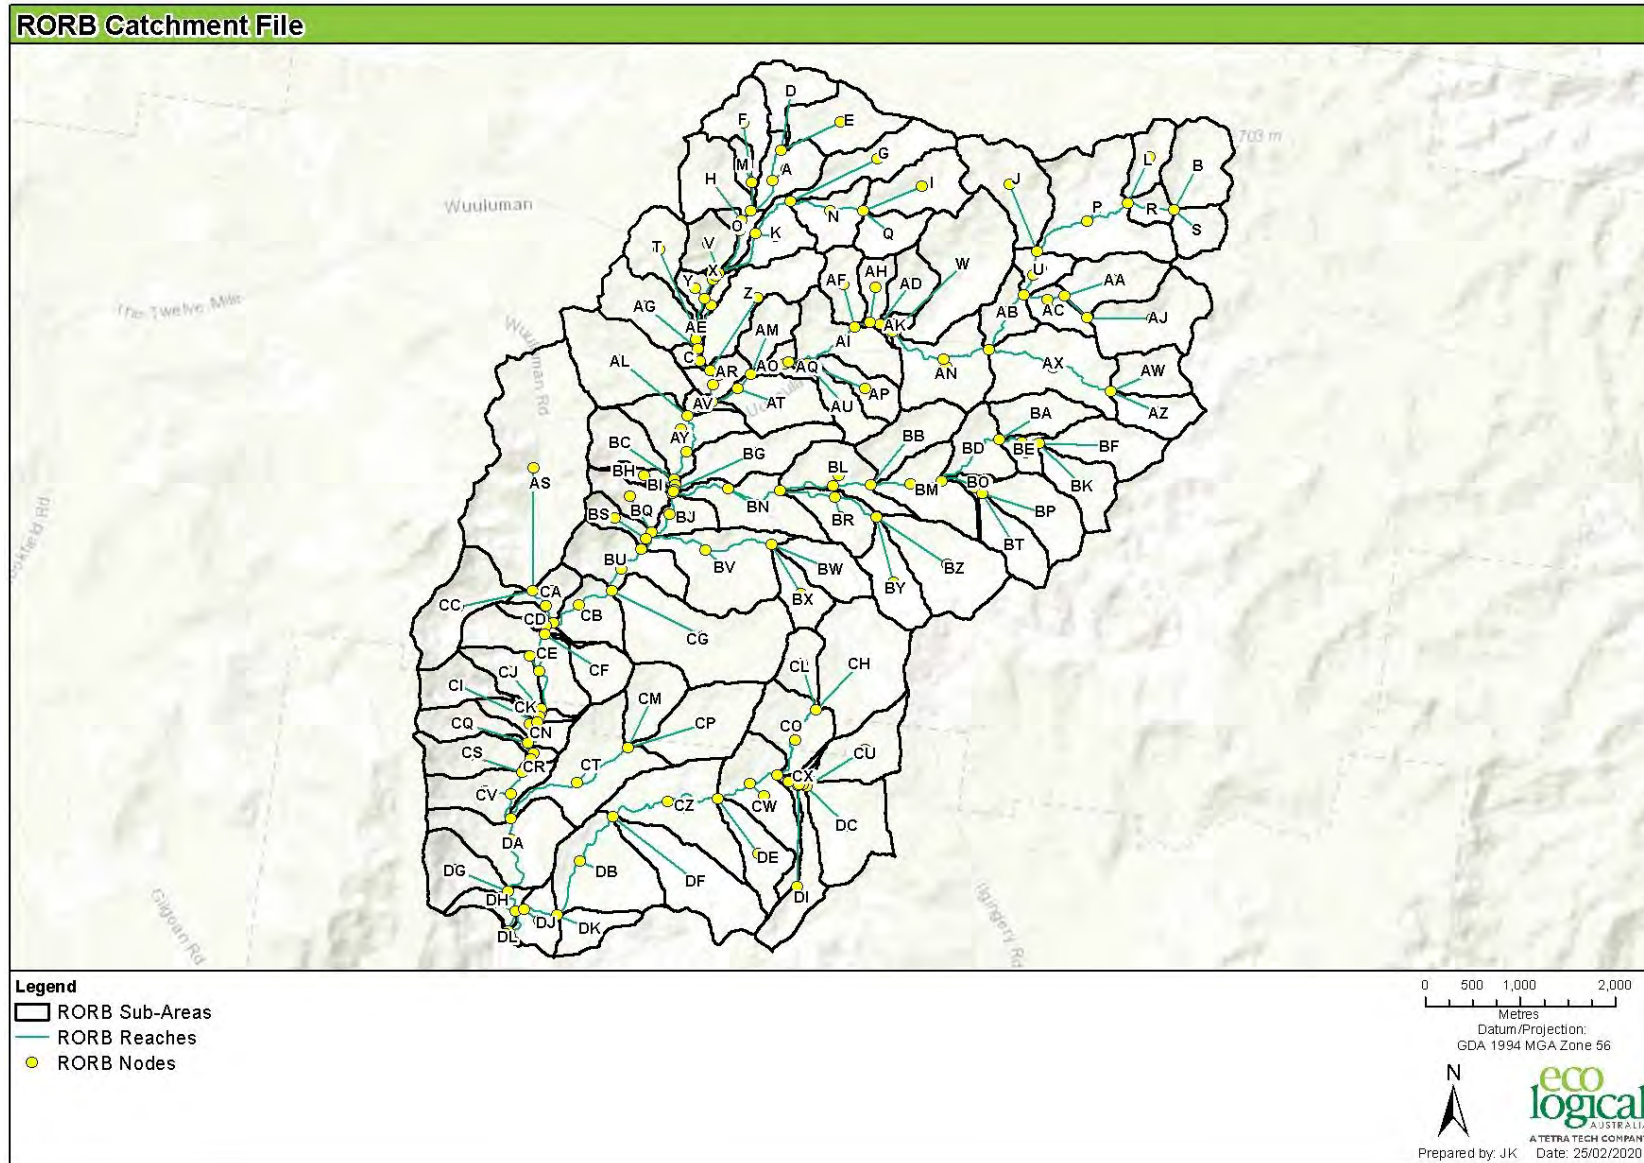 RORB Catchment File
D
F
E
G
M
A
L
B
703 m
H
I
J
Wuuluman
P
R
S
O
N
Q
K
T
V
W
X
U
Y
Z
AF
AH
AD
AA
AC
AG
AE
AM
AK
AB
AJ
AI
C
AL
AR
AO
AQ
AN
AX
AW
The Twelve Mile
Wuuluman Rd
AV
AT
AU
AP
AZ
BA
AY
BC
BG
BB
BD
BE
BF
BH
BI
BL
BM
BO
BK
AS
BN
BP
BS
BQ
BJ
BR
BT
BU
BV
BW
BX
BY
BZ
CC
CA
CB
CD
CG
CE
CF
CL
CH
CJ
CI
CK
CM
CQ
CN
CP
CO
CS
CR
CT
CX
CU
CV
CZ
CW
DC
DA
DE
DG
DB
DF
DH
DI
DJ
DK
DL
Gilgoan Rd
Ilgingery Rd
Legend
RORB Sub-Areas
RORB Reaches
RORB Nodes
0 500 1,000 2,000
Metres
Datum/Projection:
GDA 1994 MGA Zone 56
N
eco
logical
AUSTRALIA
A TETRA TECH COMPANY
Prepared by: JK Date: 25/02/2020